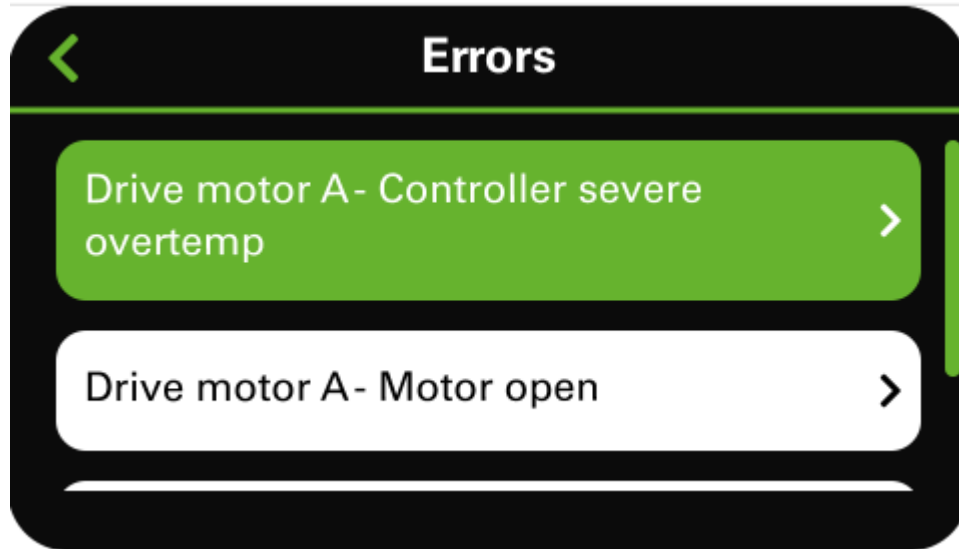 Errors
Drive motor A - Controller severe
overtemp
Drive motor A - Motor open